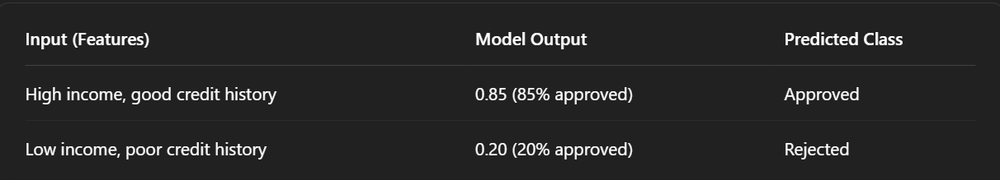 Input (Features) Model Output Predicted Class
High income, good credit history 0.85 (85% approved) Approved
Low income, poor credit history 0.20 (20% approved) Rejected